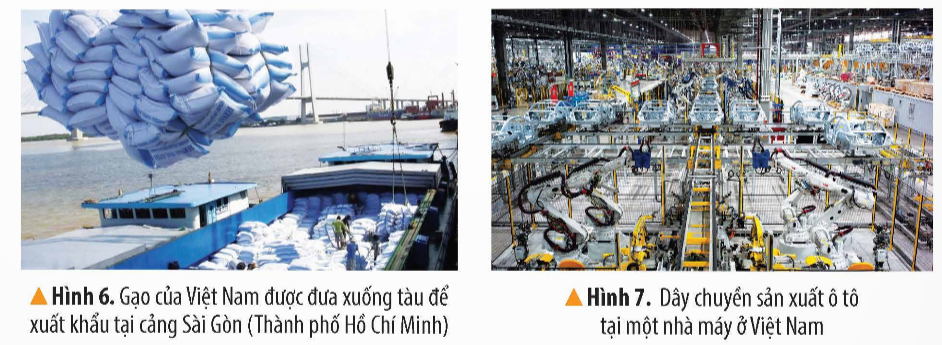 ▲ Hình 6. Gạo của Việt Nam được đưa xuống tàu để
xuất khẩu tại cảng Sài Gòn (Thành phố Hồ Chí Minh)
▲ Hình 7. Dây chuyền sản xuất ô tô
tại một nhà máy ở Việt Nam